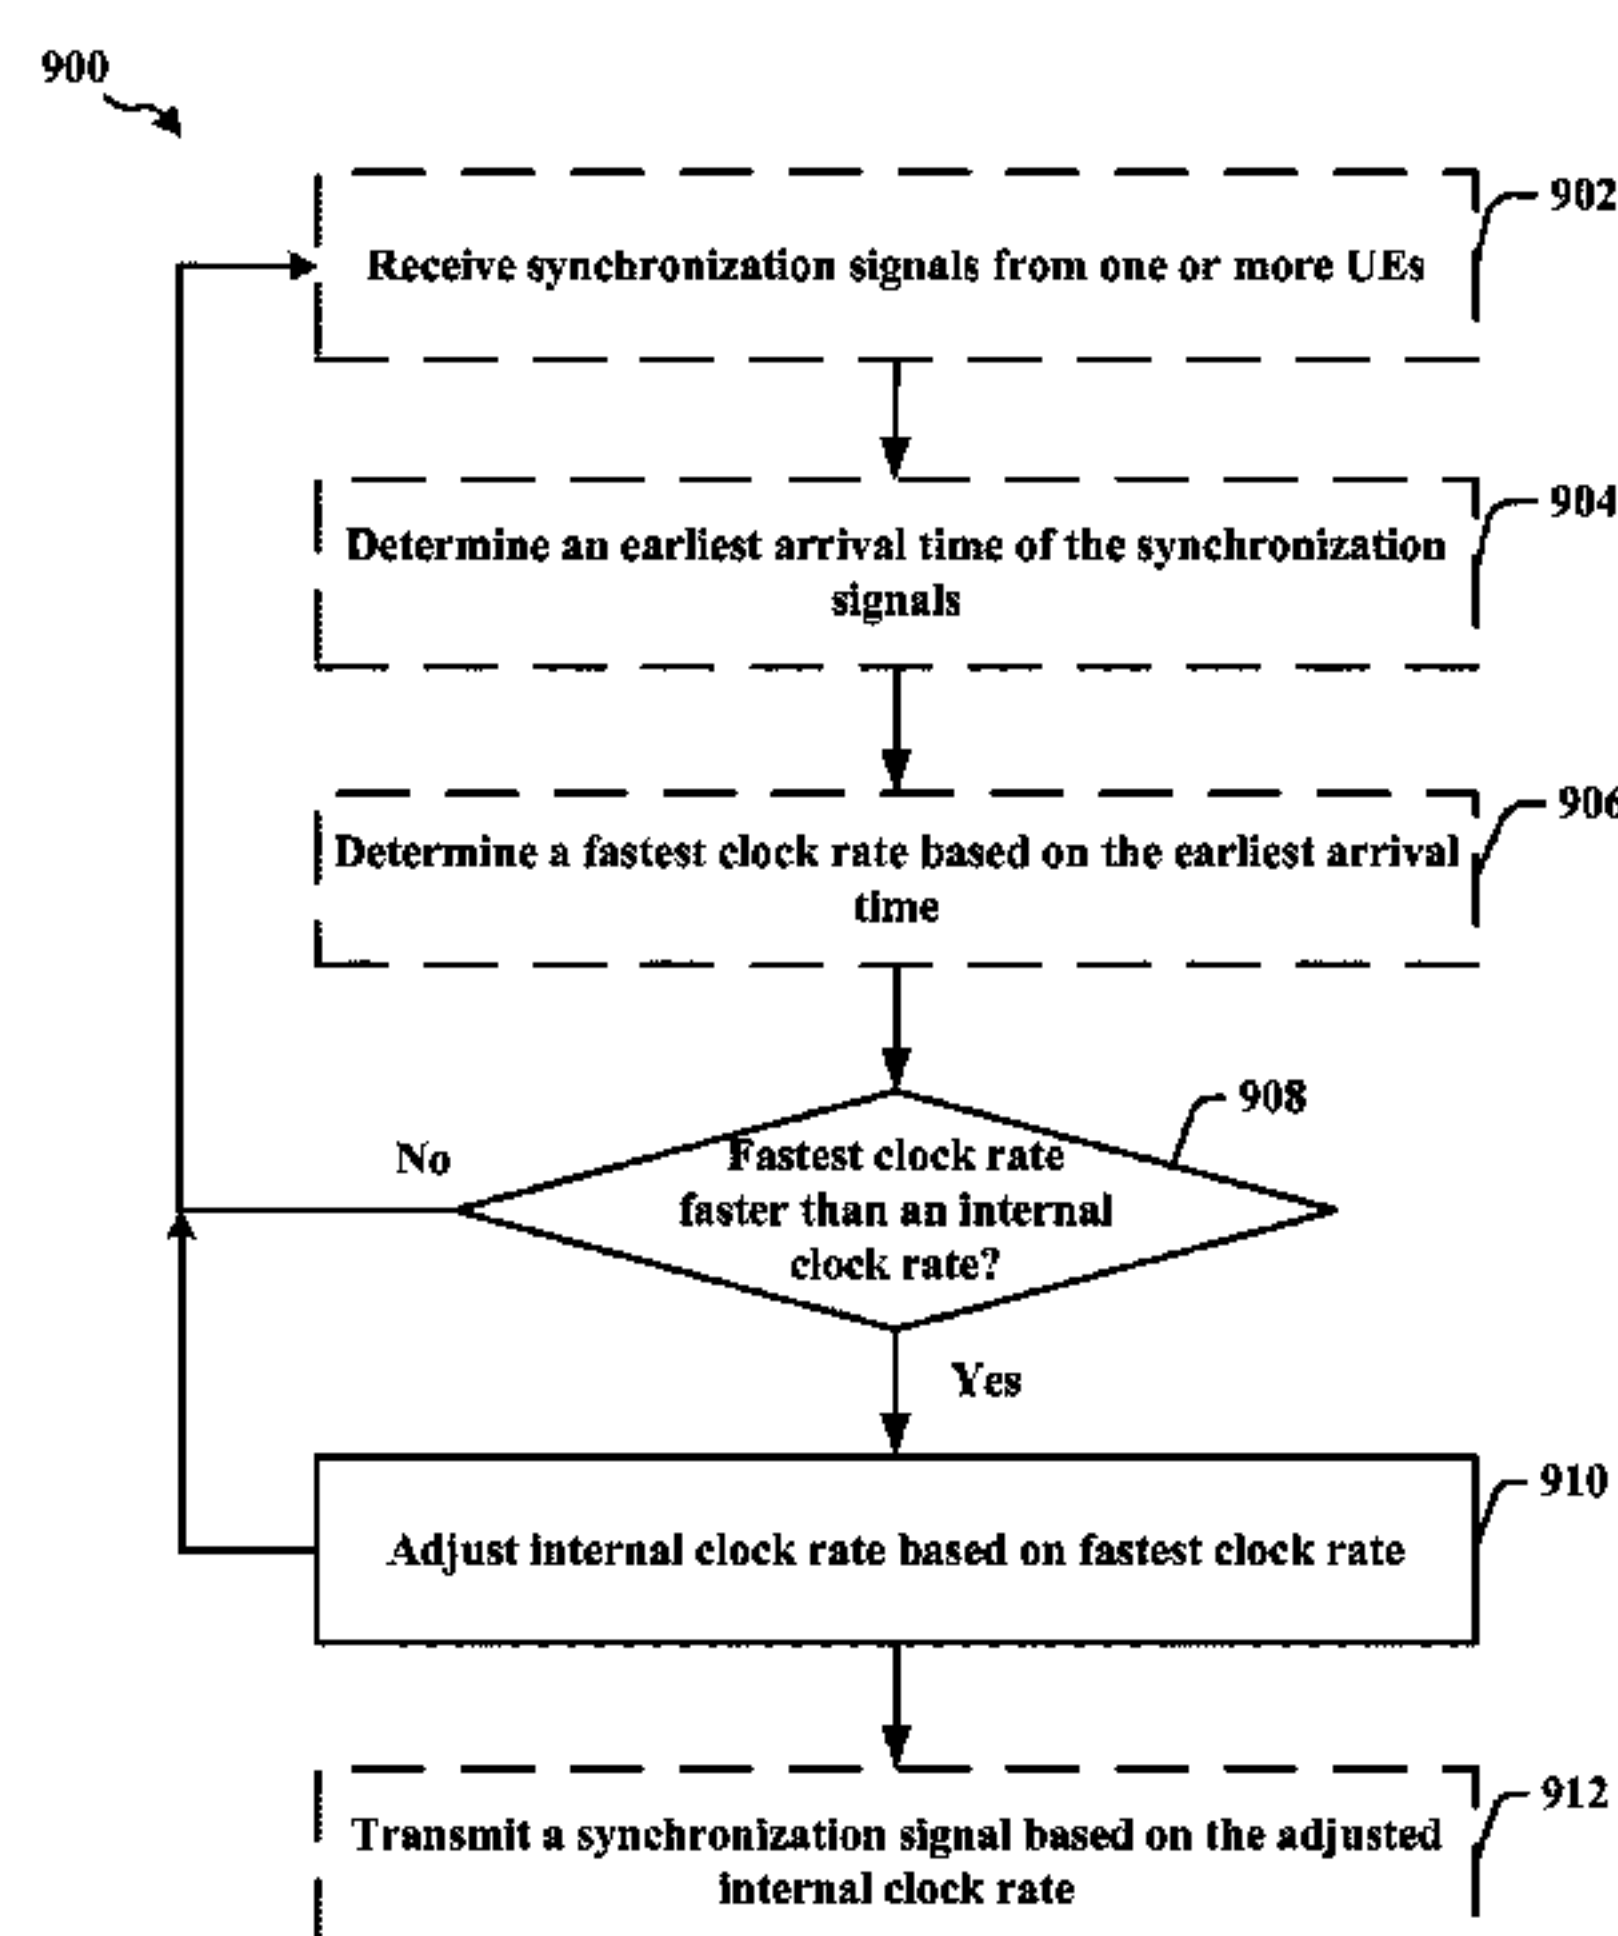 900
902
Receive synchronization signals from one or more UEs
904
Determine an earliest arrival time of the synchronization
signals
906
Determine a fastest clock rate based on the earliest arrival
time
908
No
Fastest clock rate
faster than an internal
clock rate?
Yes
910
Adjust internal clock rate based on fastest clock rate
912
Transmit a synchronization signal based on the adjusted
internal clock rate